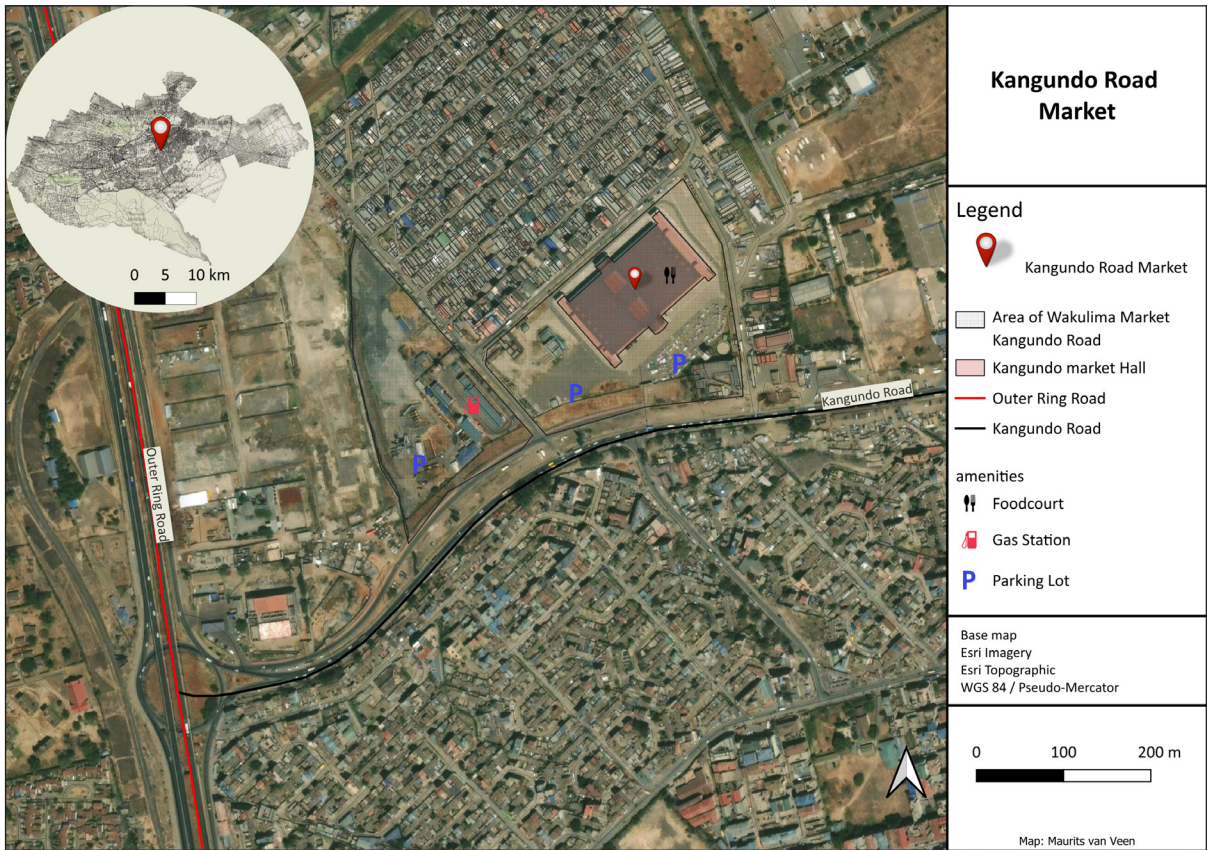 Kangundo Road
Market
Legend
Kangundo Road Market
Area of Wakulima Market
Kangundo Road
Kangundo market Hall
Outer Ring Road
Kangundo Road
amenities
Foodcourt
Gas Station
P Parking Lot
Base map
Esri Imagery
Esri Topographic
WGS 84 / Pseudo-Mercator
0 100 200 m
Map: Maurits van Veen
0 5 10 km
P
P
Kangundo Road
P
Outer Ring Road